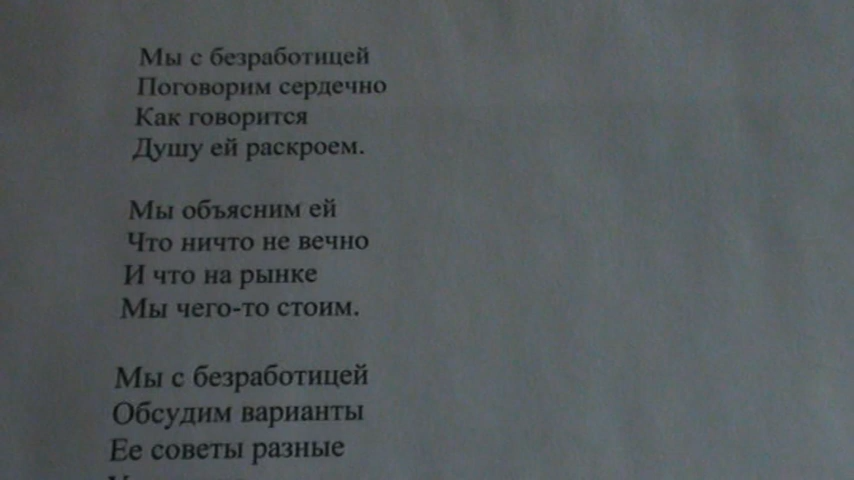 Мы с безработицей
Поговорим сердечно
Как говорится
Душу ей раскроем.
Мы объясним ей
Что ничто не вечно
И что на рынке
Мы чего-то стоим.
Мы с безработицей
Обсудим варианты
Ее советы разные